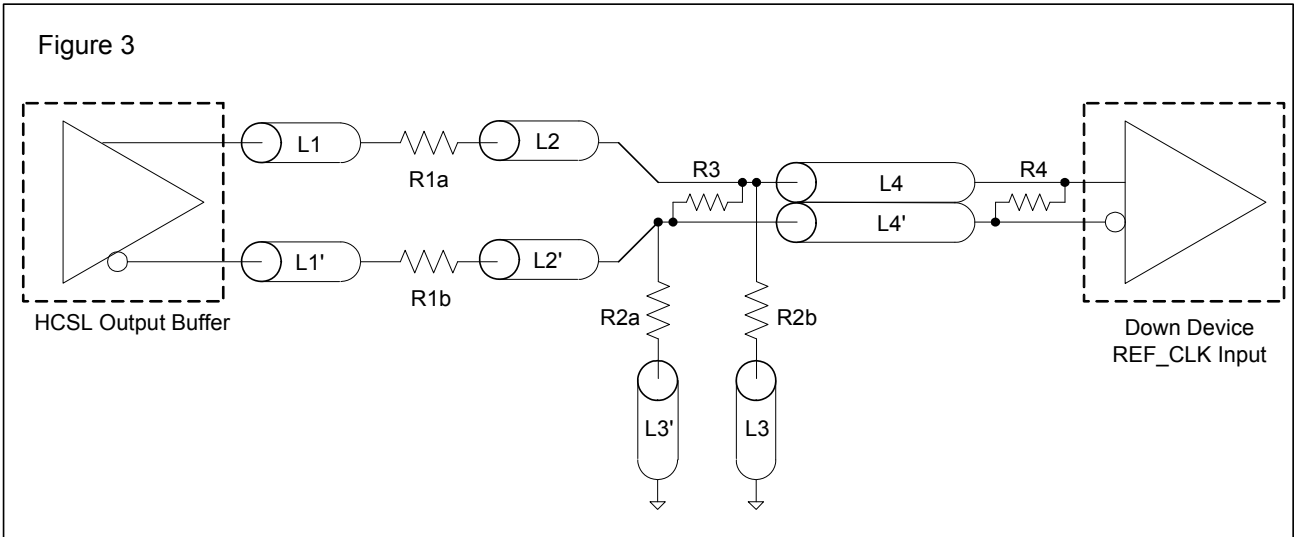 Figure 3
L1
R1a
L2
R3
L4
R4
L4'
L1'
R1b
L2'
HCSL Output Buffer
R2a
R2b
Down Device
REF_CLK Input
L3'
L3